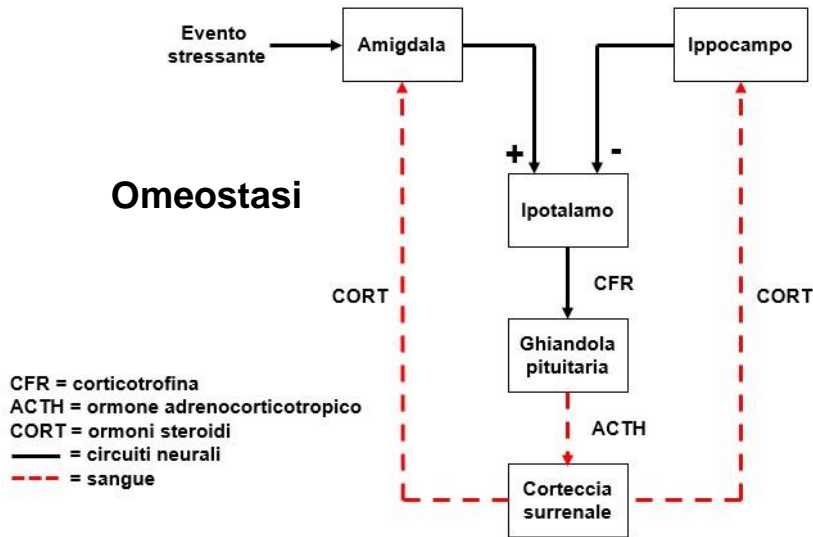 Evento
stressante
Amigdala
Ippocampo
+
-
Omeostasi
Ipotalamo
CFR
CORT
CORT
Ghiandola
pituitaria
CFR = corticotrofina
ACTH = ormone adrenocorticotropico
CORT = ormoni steroidi
= circuiti neurali
= sangue
ACTH
Corteccia
surrenale